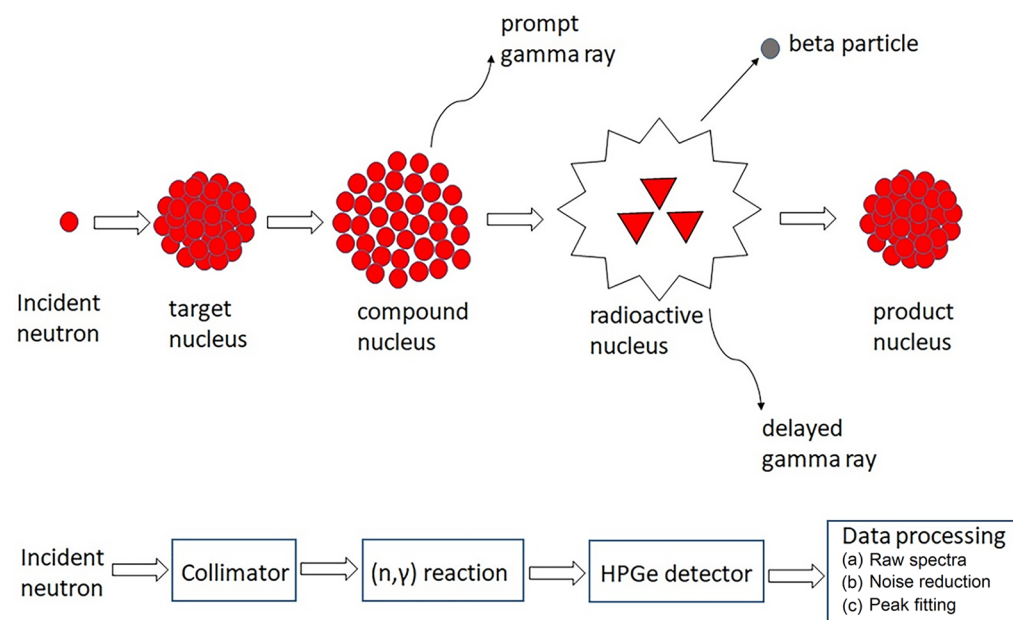 prompt
gamma ray
beta particle
Incident
neutron
target
nucleus
compound
nucleus
radioactive
nucleus
product
nucleus
delayed
gamma ray
Incident
neutron
Collimator
(n,γ) reaction
HPGe detector
Data processing
(a) Raw spectra
(b) Noise reduction
(c) Peak fitting